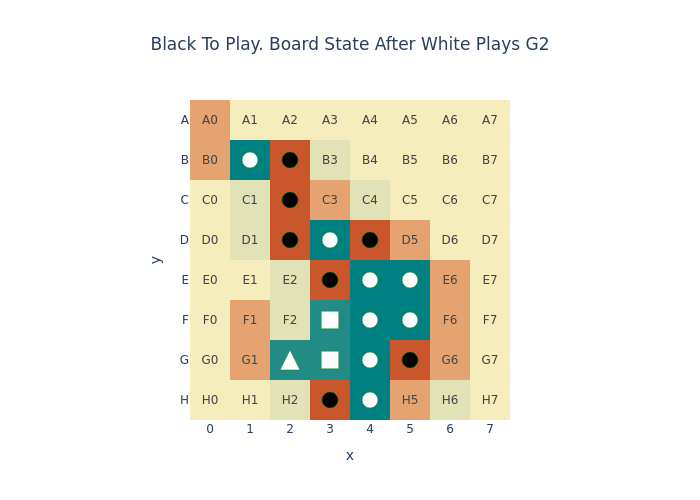 Black To Play. Board State After White Plays G2
A A0 A1 A2 A3 A4 A5 A6 A7
B B0 B3 B4 B5 B6 B7
C C0 C1 C3 C4 C5 C6 C7
D D0 D1 D5 D6 D7
E E0 E1 E2 E6 E7
F F0 F1 F2 F6 F7
G G0 G1 G6 G7
H H0 H1 H2 H5 H6 H7
0 1 2 3 4 5 6 7
x
y